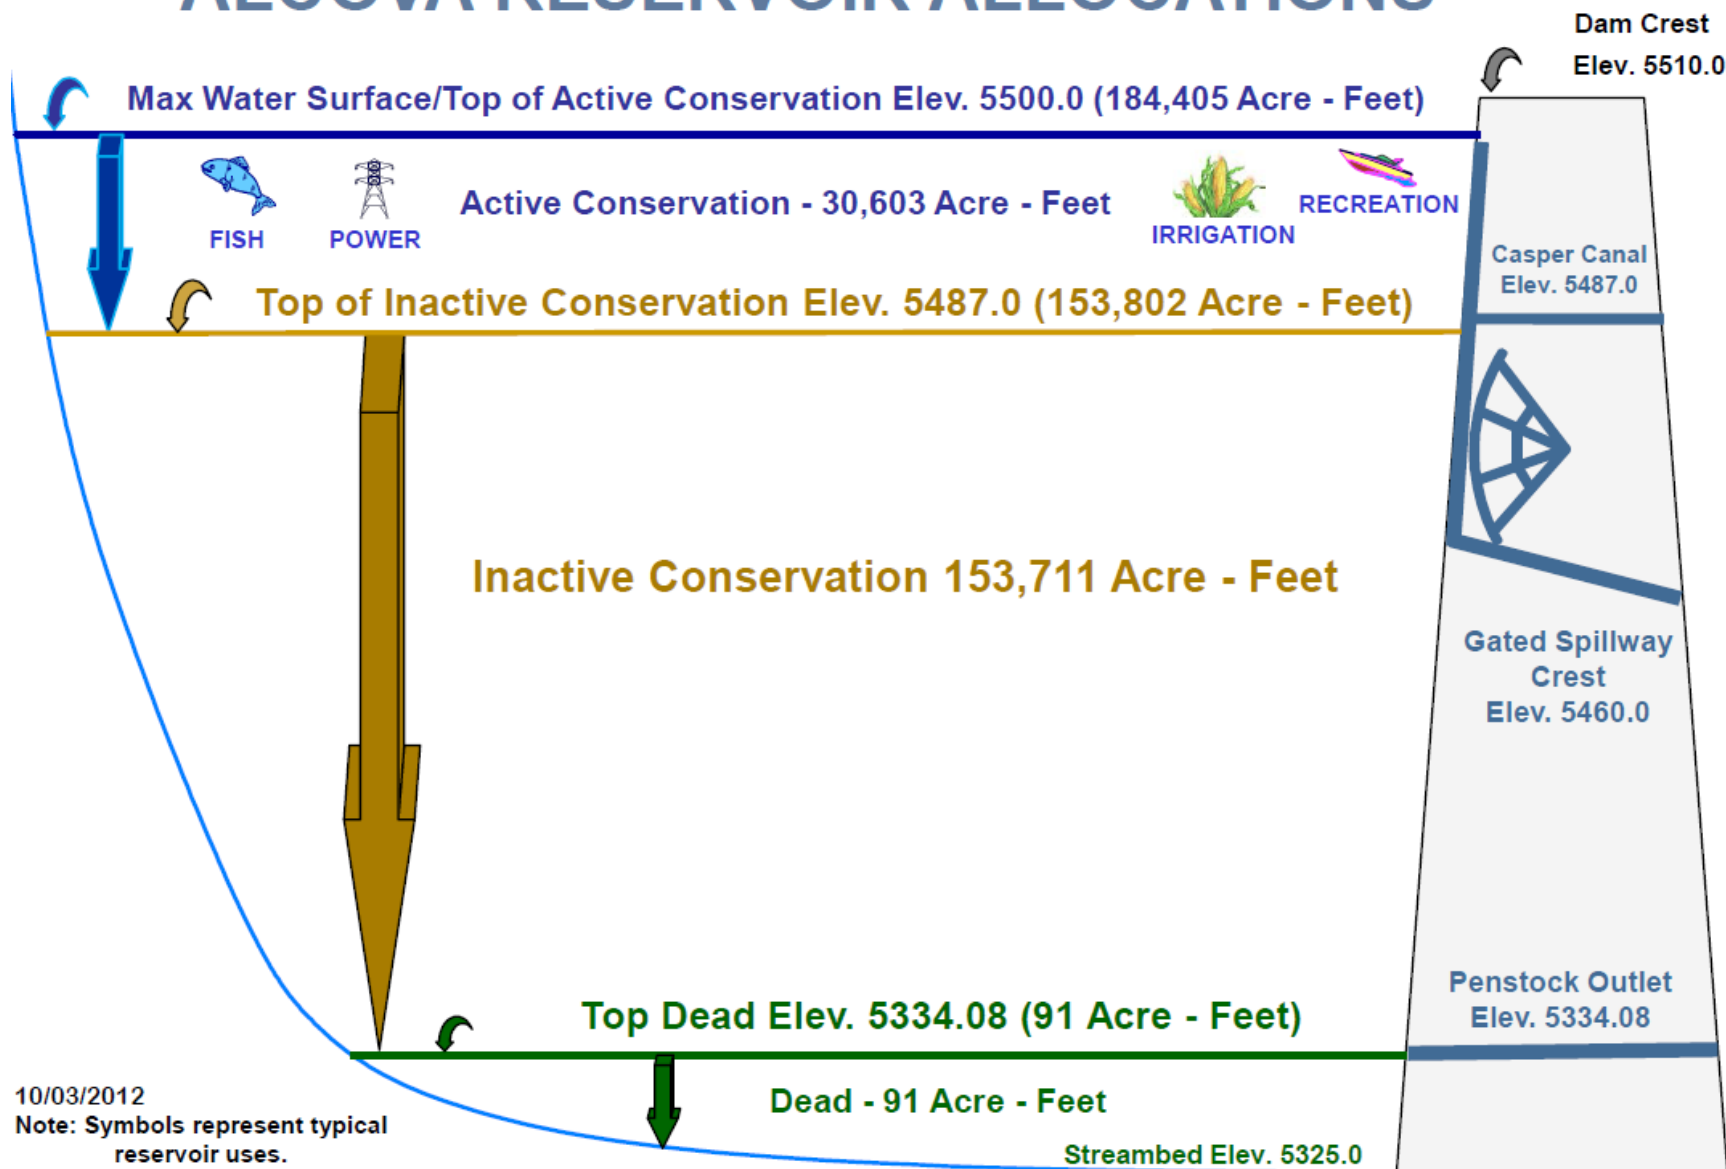 ALCOVA RESERVOIR ALLOCATIONS
Dam Crest
Elev. 5510.0
Max Water Surface/Top of Active Conservation Elev. 5500.0 (184,405 Acre - Feet)
FISH
POWER
Active Conservation - 30,603 Acre - Feet
IRRIGATION
RECREATION
Casper Canal
Elev. 5487.0
Top of Inactive Conservation Elev. 5487.0 (153,802 Acre - Feet)
Inactive Conservation 153,711 Acre - Feet
Gated Spillway
Crest
Elev. 5460.0
Penstock Outlet
Elev. 5334.08
Top Dead Elev. 5334.08 (91 Acre - Feet)
Dead - 91 Acre - Feet
Streambed Elev. 5325.0
10/03/2012
Note: Symbols represent typical
reservoir uses.